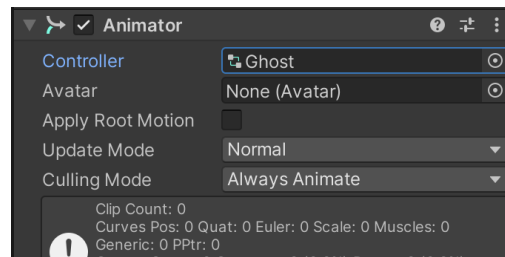 Animator
Controller Ghost
Avatar None (Avatar)
Apply Root Motion
Update Mode Normal
Culling Mode Always Animate
Clip Count: 0
Curves Pos: 0 Quat: 0 Euler: 0 Scale: 0 Muscles: 0
Generic: 0 PPtr: 0